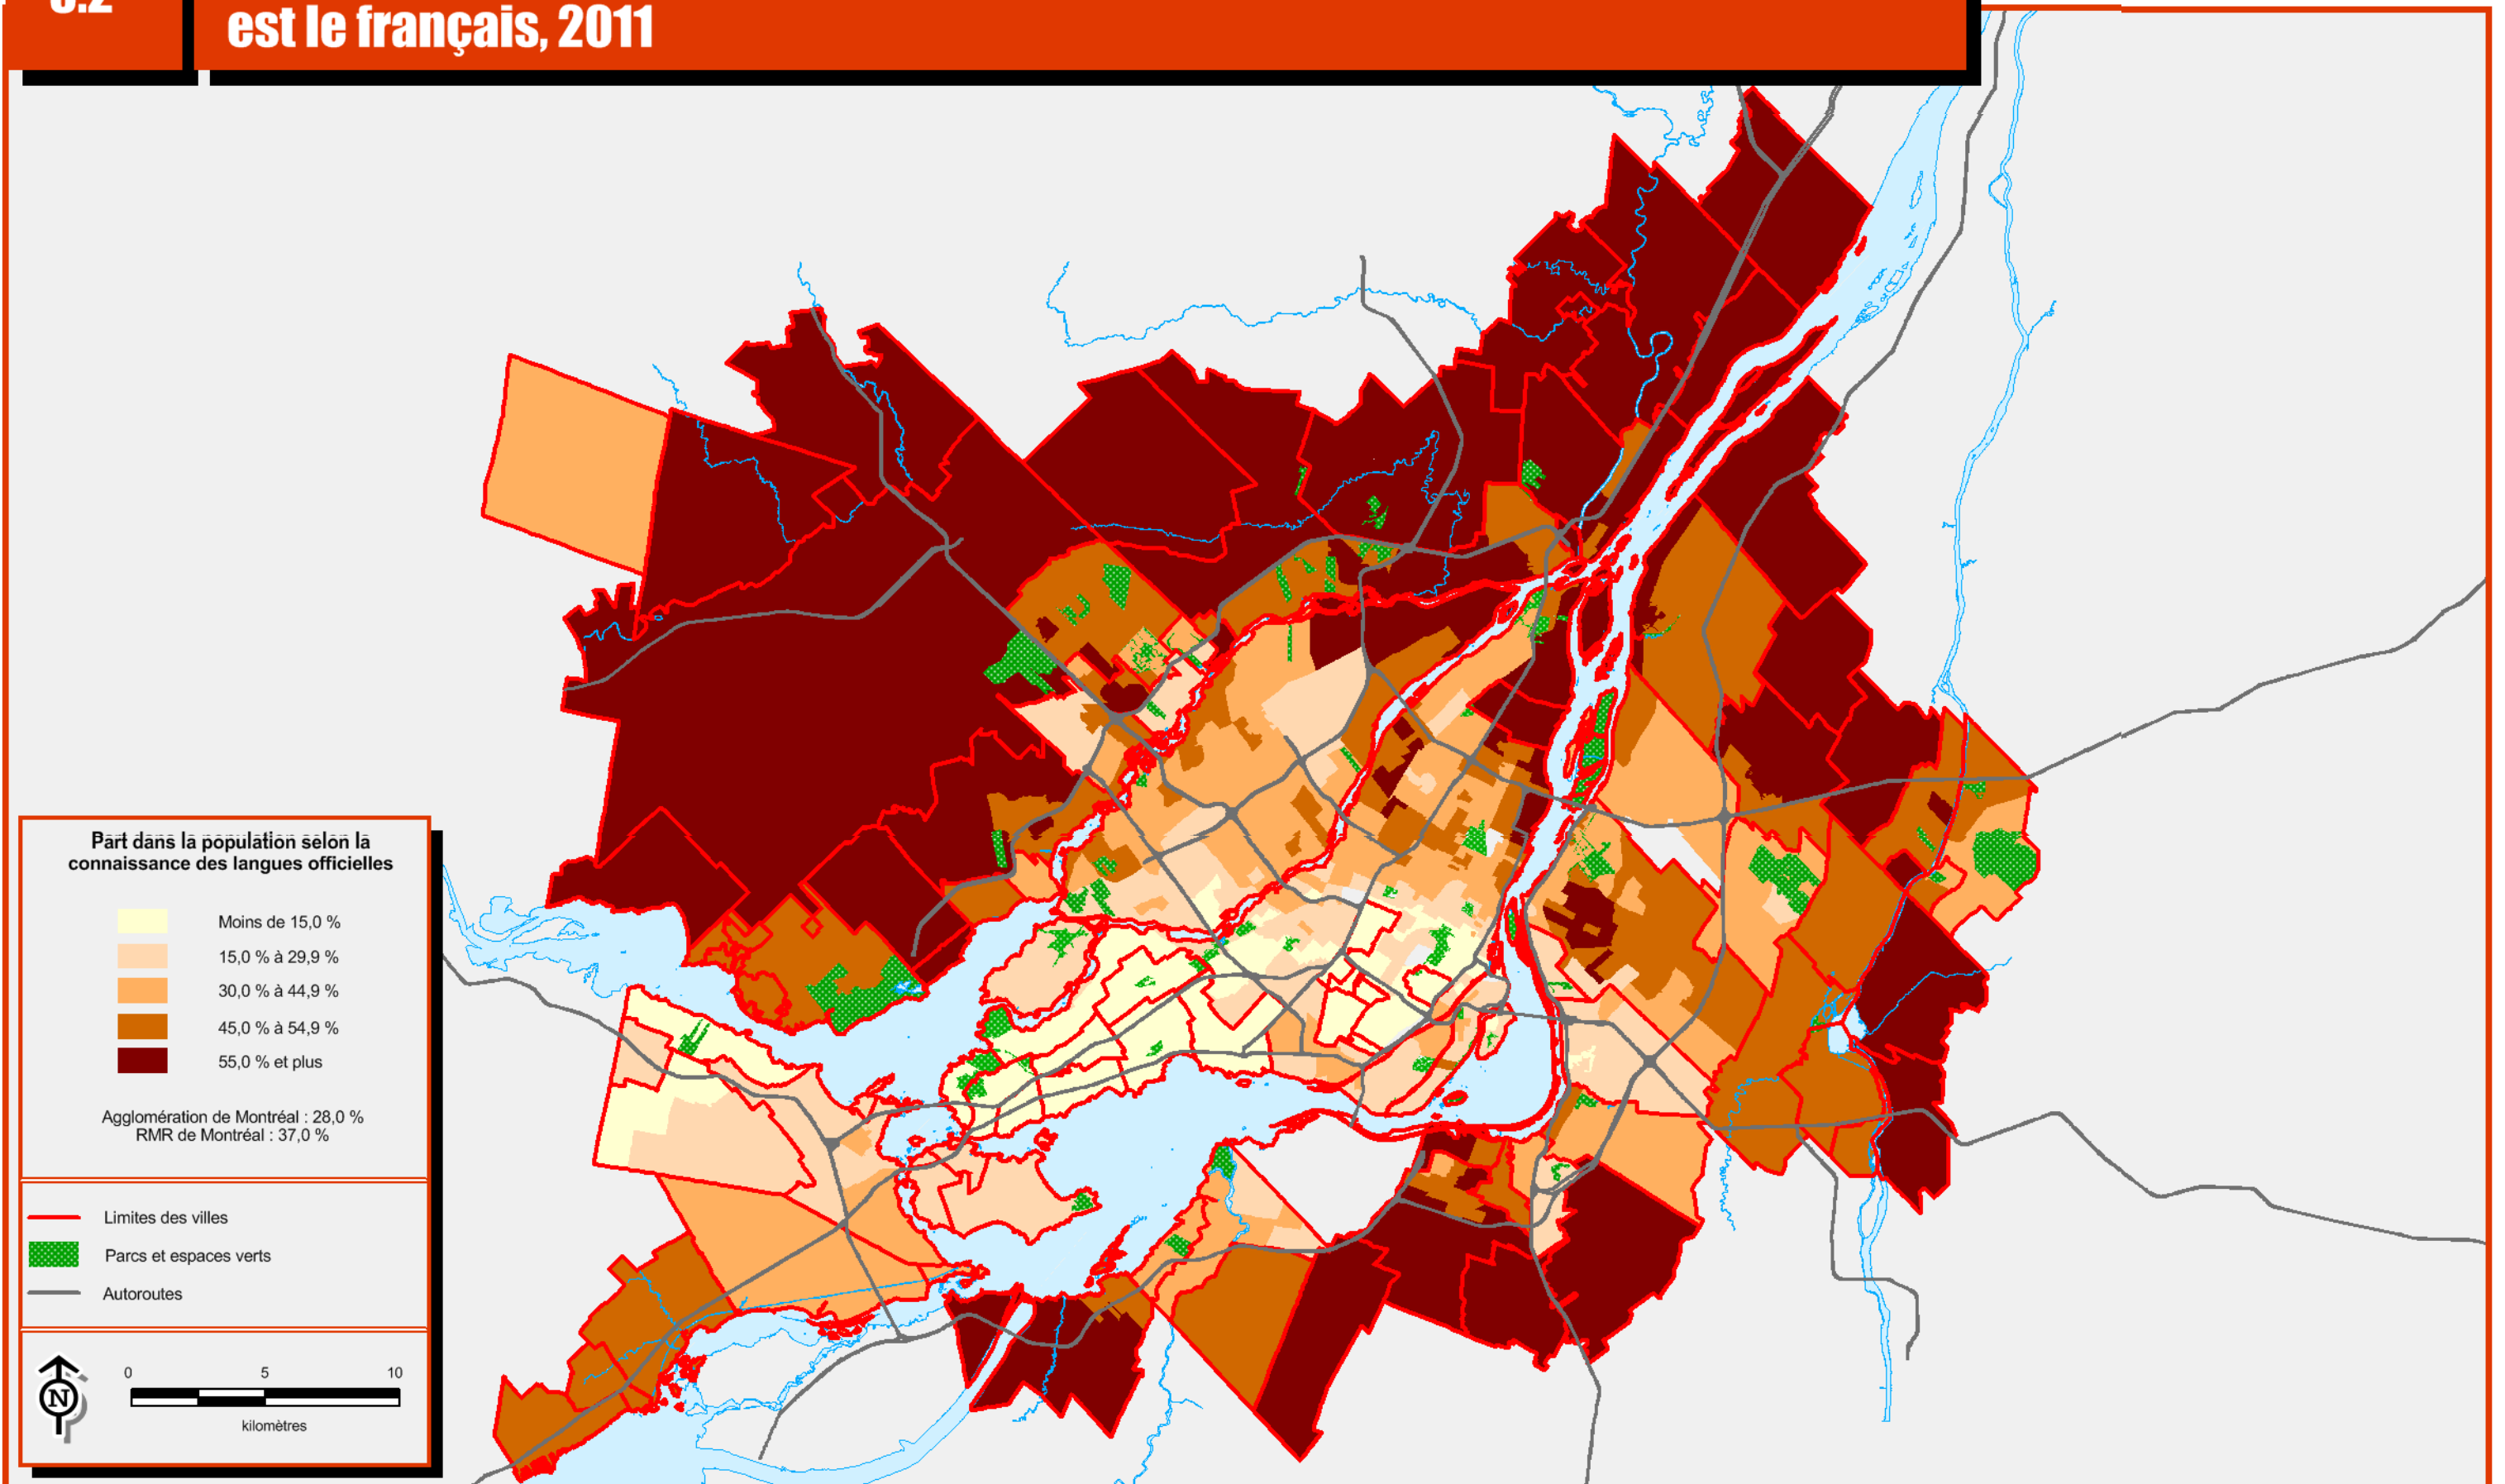 est le français, 2011
Part dans la population selon la
connaissance des langues officielles
Moins de 15,0 %
15,0 % à 29,9 %
30,0 % à 44,9 %
45,0 % à 54,9 %
55,0 % et plus
Agglomération de Montréal : 28,0 %
RMR de Montréal : 37,0 %
Limites des villes
Parcs et espaces verts
Autoroutes
N
0 5 10
kilomètres